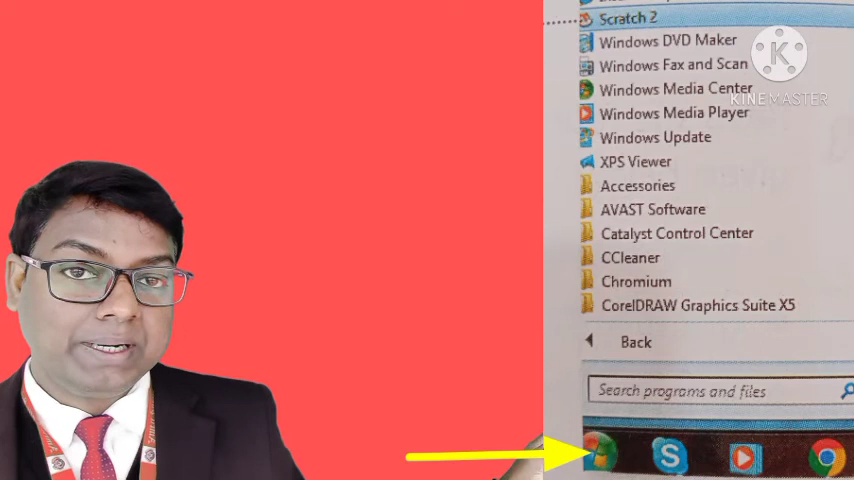 Scratch 2
Windows DVD Maker
Windows Fax and Scan
Windows Media Center
KINEMASTER
Windows Media Player
Windows Update
XPS Viewer
Accessories
AVAST Software
Catalyst Control Center
CCleaner
Chromium
CorelDRAW Graphics Suite X5
Back
Search programs and files